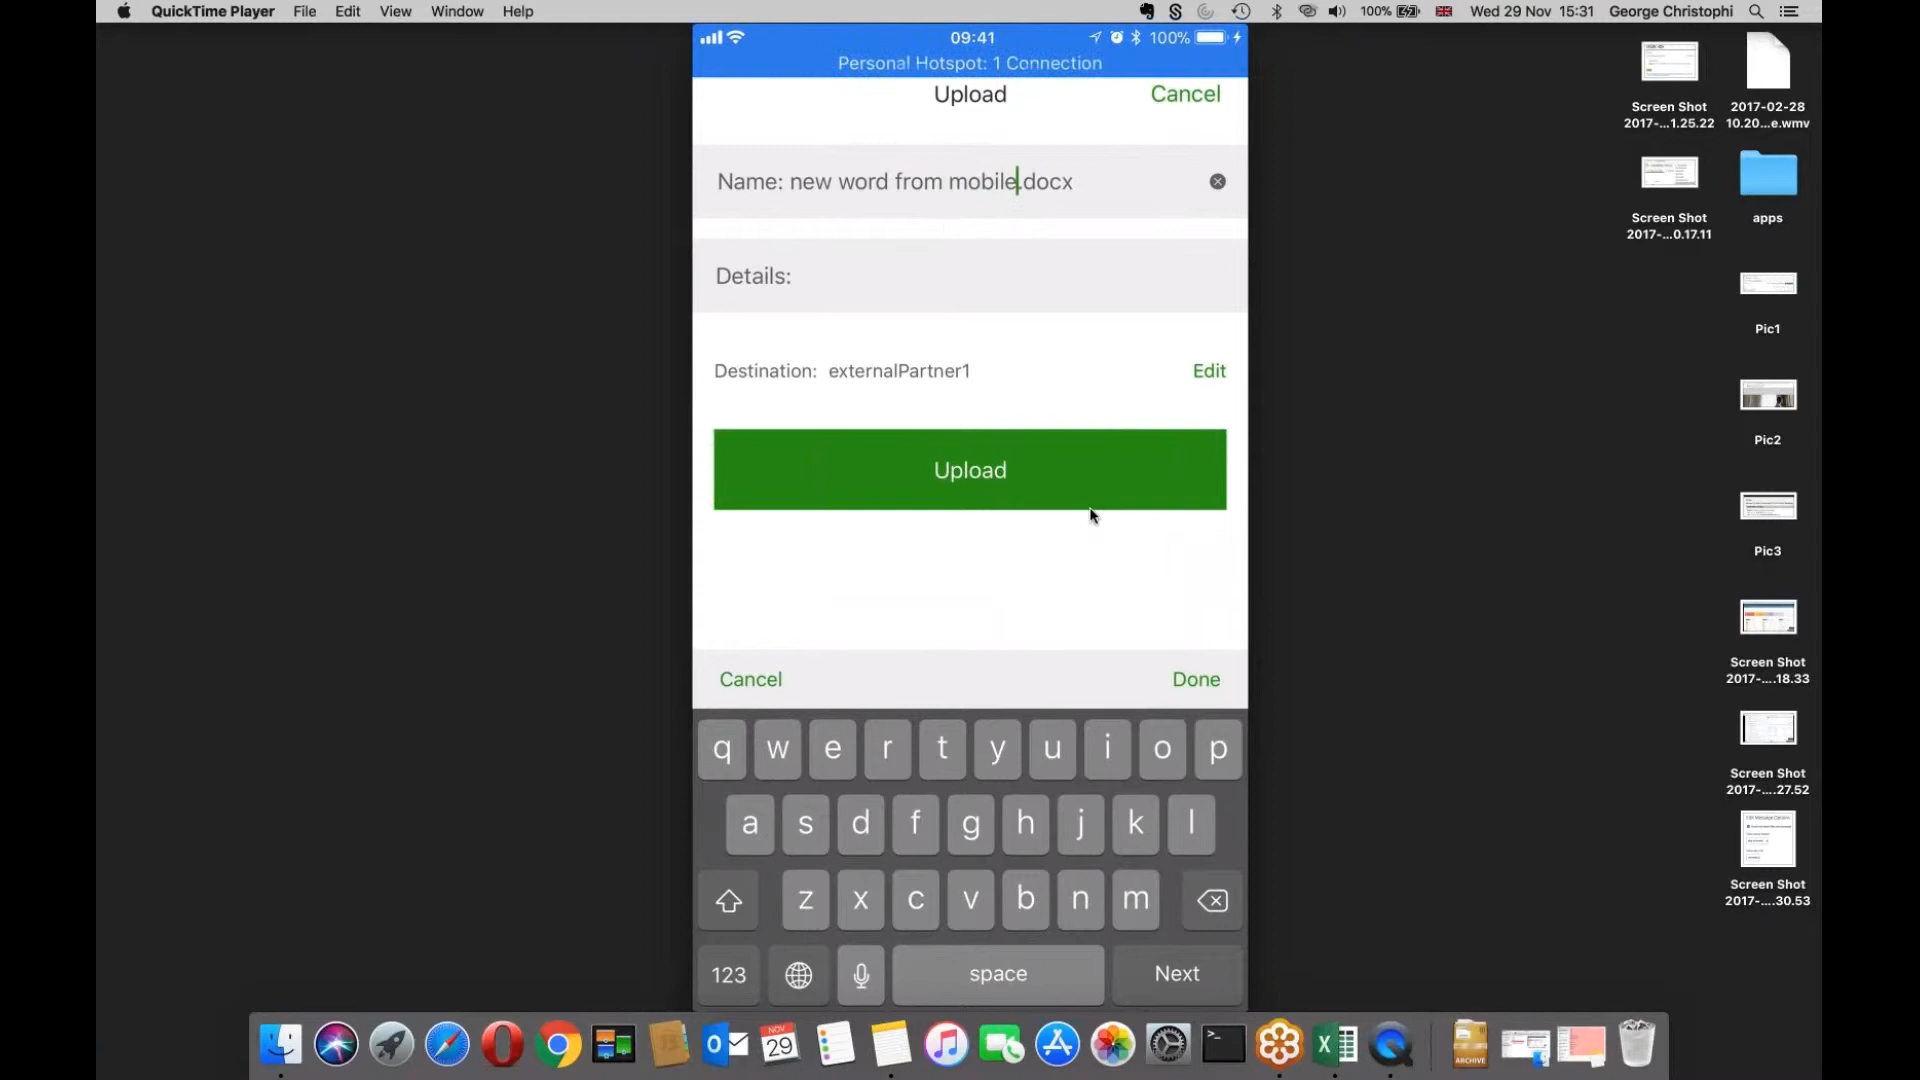 QuickTime Player File Edit View Window Help
100% Wed 29 Nov 15:31 George Christophi
09:41
100%
Personal Hotspot: 1 Connection
Upload
Cancel
Name: new word from mobile.docx
Details:
Destination: externalPartner1
Edit
Upload
Cancel
Done
q w e r t y u i o p
a s d f g h j k l
z x c v b n m
123 space Next
Screen Shot
2017-...1.25.22
2017-02-28
10.20...e.wmv
Screen Shot
2017-...0.17.11
apps
Pic1
Pic2
Pic3
Screen Shot
2017-....18.33
Screen Shot
2017-....27.52
Screen Shot
2017-....30.53
NOV
29
ARCHIVE